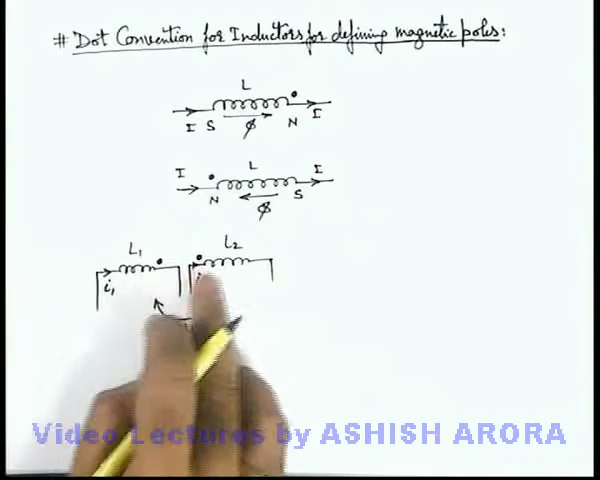 # Dot Convention for Inductors for defining magnetic poles:
L
I S ϕ N I
I L I
N ϕ S
L₁ L₂
i₁
Video Lectures by ASHISH ARORA